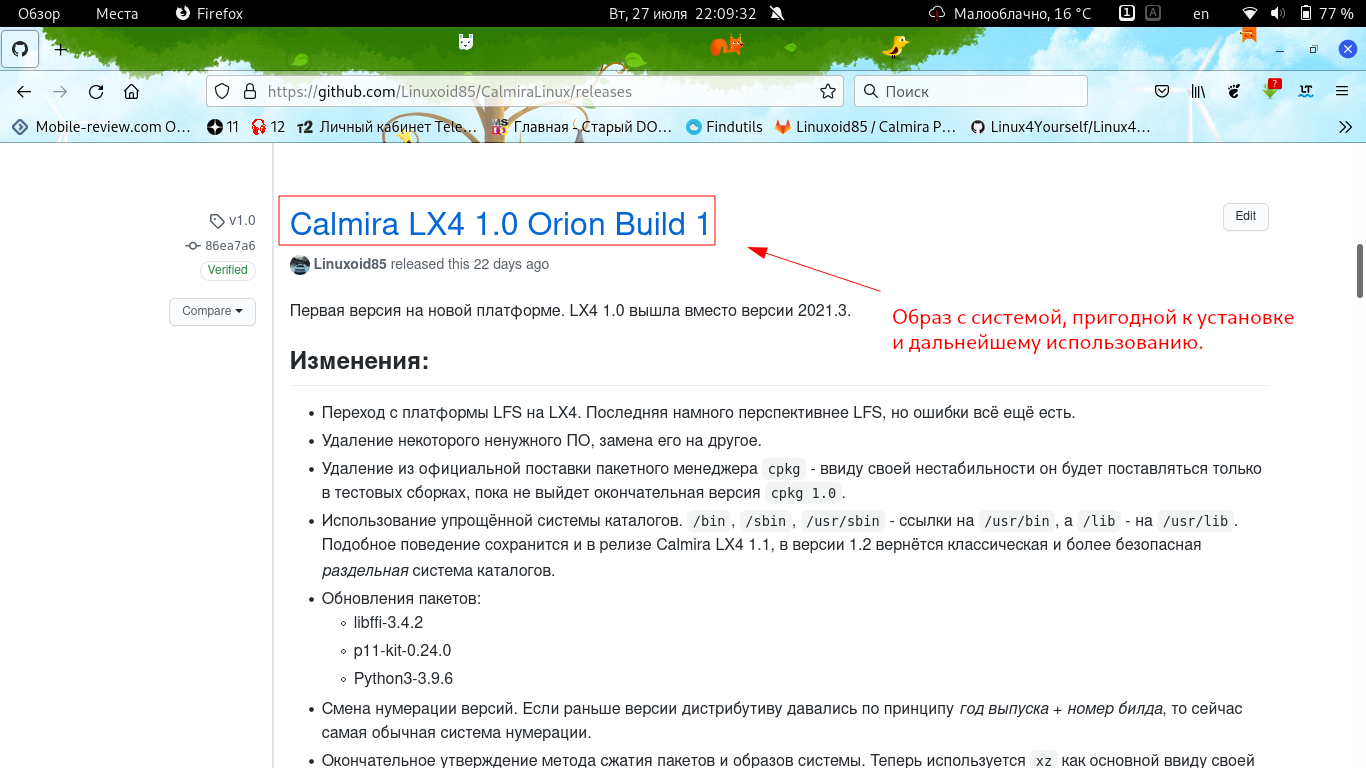 Обзор Места Firefox Вт, 27 июля 22:09:32 Малооблачно, 16 °C 1 A en 77 %
+
https://github.com/Linuxoid85/CalmiraLinux/releases Поиск ? LT
Mobile-review.com О… 11 12 т2 Личный кабинет Tele… Главная - Старый DO… Findutils Linuxoid85 / Calmira P… Linux4Yourself/Linux4…
v1.0
86ea7a6
Verified
Compare
Calmira LX4 1.0 Orion Build 1
Edit
Linuxoid85 released this 22 days ago
Первая версия на новой платформе. LX4 1.0 вышла вместо версии 2021.3.
Образ с системой, пригодной к установке
и дальнейшему использованию.
Изменения:
• Переход с платформы LFS на LX4. Последняя намного перспективнее LFS, но ошибки всё ещё есть.
• Удаление некоторого ненужного ПО, замена его на другое.
• Удаление из официальной поставки пакетного менеджера cpkg - ввиду своей нестабильности он будет поставляться только
в тестовых сборках, пока не выйдет окончательная версия cpkg 1.0 .
• Использование упрощённой системы каталогов. /bin , /sbin , /usr/sbin - ссылки на /usr/bin , а /lib - на /usr/lib .
Подобное поведение сохранится и в релизе Calmira LX4 1.1, в версии 1.2 вернётся классическая и более безопасная
раздельная система каталогов.
• Обновления пакетов:
◦ libffi-3.4.2
◦ p11-kit-0.24.0
◦ Python3-3.9.6
• Смена нумерации версий. Если раньше версии дистрибутиву давались по принципу год выпуска + номер билда, то сейчас
самая обычная система нумерации.
• Окончательное утверждение метода сжатия пакетов и образов системы. Теперь используется xz как основной ввиду своей